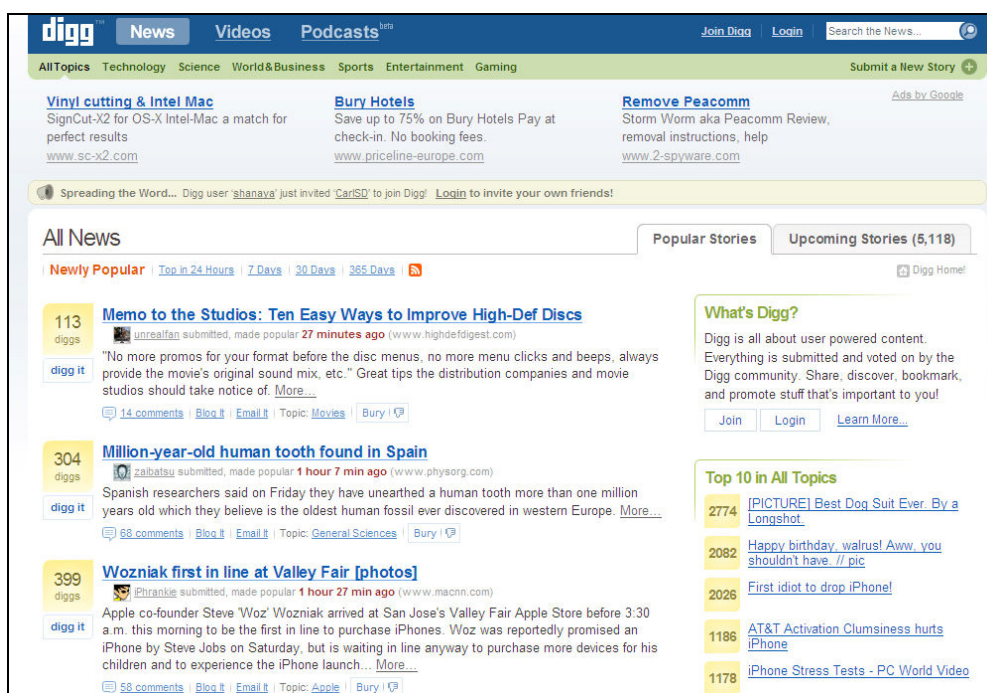 digg™ News Videos Podcasts beta Join Digg Login Search the News...
All Topics Technology Science World & Business Sports Entertainment Gaming Submit a New Story
Ads by Google
Vinyl cutting & Intel Mac
SignCut-X2 for OS-X Intel-Mac a match for
perfect results
www.sc-x2.com
Bury Hotels
Save up to 75% on Bury Hotels Pay at
check-in. No booking fees.
www.priceline-europe.com
Remove Peacomm
Storm Worm aka Peacomm Review,
removal instructions, help
www.2-spyware.com
Spreading the Word... Digg user 'shanaya' just invited 'CarlSD' to join Digg! Login to invite your own friends!
All News
Popular Stories Upcoming Stories (5,118)
Newly Popular Top in 24 Hours 7 Days 30 Days 365 Days
Digg Home!
113 diggs
digg it
Memo to the Studios: Ten Easy Ways to Improve High-Def Discs
unrealfan submitted, made popular 27 minutes ago (www.highdefdigest.com)
"No more promos for your format before the disc menus, no more menu clicks and beeps, always
provide the movie's original sound mix, etc." Great tips the distribution companies and movie
studios should take notice of. More...
14 comments Blog It Email It Topic: Movies Bury
304 diggs
digg it
Million-year-old human tooth found in Spain
zaibatsu submitted, made popular 1 hour 7 min ago (www.physorg.com)
Spanish researchers said on Friday they have unearthed a human tooth more than one million
years old which they believe is the oldest human fossil ever discovered in western Europe. More...
68 comments Blog It Email It Topic: General Sciences Bury
399 diggs
digg it
Wozniak first in line at Valley Fair [photos]
iPhrankie submitted, made popular 1 hour 27 min ago (www.macnn.com)
Apple co-founder Steve 'Woz' Wozniak arrived at San Jose's Valley Fair Apple Store before 3:30
a.m. this morning to be the first in line to purchase iPhones. Woz was reportedly promised an
iPhone by Steve Jobs on Saturday, but is waiting in line anyway to purchase more devices for his
children and to experience the iPhone launch... More...
58 comments Blog It Email It Topic: Apple Bury
What's Digg?
Digg is all about user powered content.
Everything is submitted and voted on by the
Digg community. Share, discover, bookmark,
and promote stuff that's important to you!
Join Login Learn More...
Top 10 in All Topics
2774 [PICTURE] Best Dog Suit Ever. By a
Longshot.
2082 Happy birthday, walrus! Aww, you
shouldn't have. // pic
2026 First idiot to drop iPhone!
1186 AT&T Activation Clumsiness hurts
iPhone
1178 iPhone Stress Tests - PC World Video